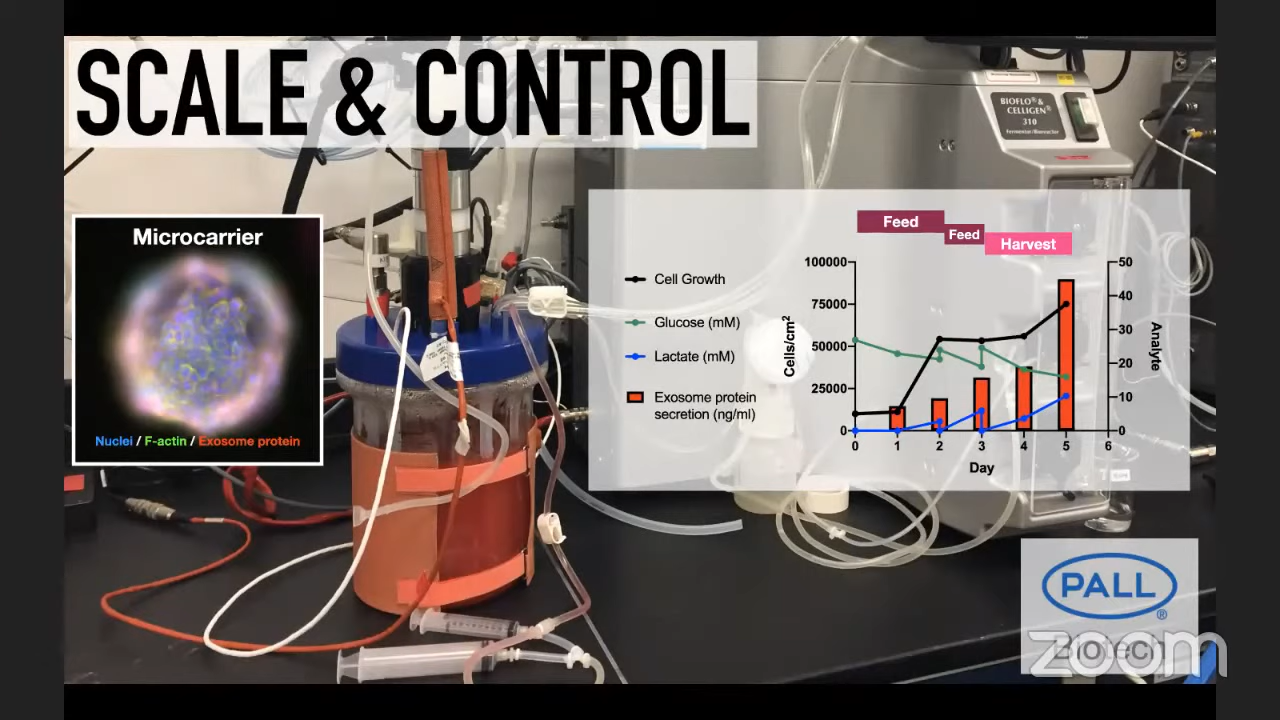 SCALE & CONTROL
BIOFLO® &
CELLIGEN®
310
Fermentor/Bioreactor
Microcarrier
Nuclei / F-actin / Exosome protein
Feed
Feed
Harvest
Cell Growth
Glucose (mM)
Lactate (mM)
Exosome protein
secretion (ng/ml)
Cells/cm²
100000
75000
50000
25000
0
50
40
30
20
10
0
Analyte
0 1 2 3 4 5 6
Day
PALL
®
Biotech
zoom